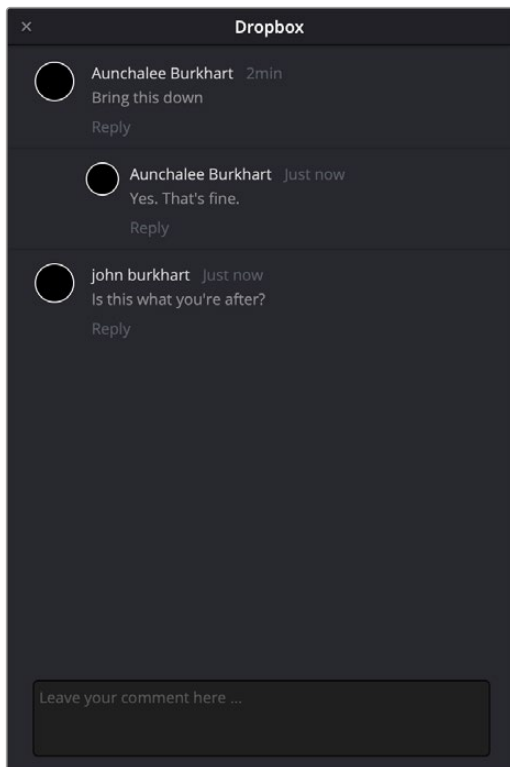 × Dropbox
Aunchalee Burkhart 2min
Bring this down
Reply
Aunchalee Burkhart Just now
Yes. That's fine.
Reply
john burkhart Just now
Is this what you're after?
Reply
Leave your comment here ...